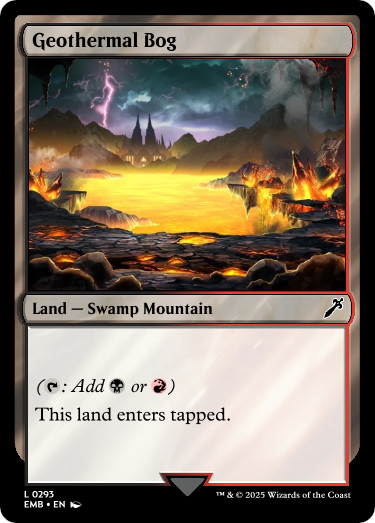 Geothermal Bog
Land — Swamp Mountain
(: Add or )
This land enters tapped.
L 0293
EMB • EN
™ & © 2025 Wizards of the Coast